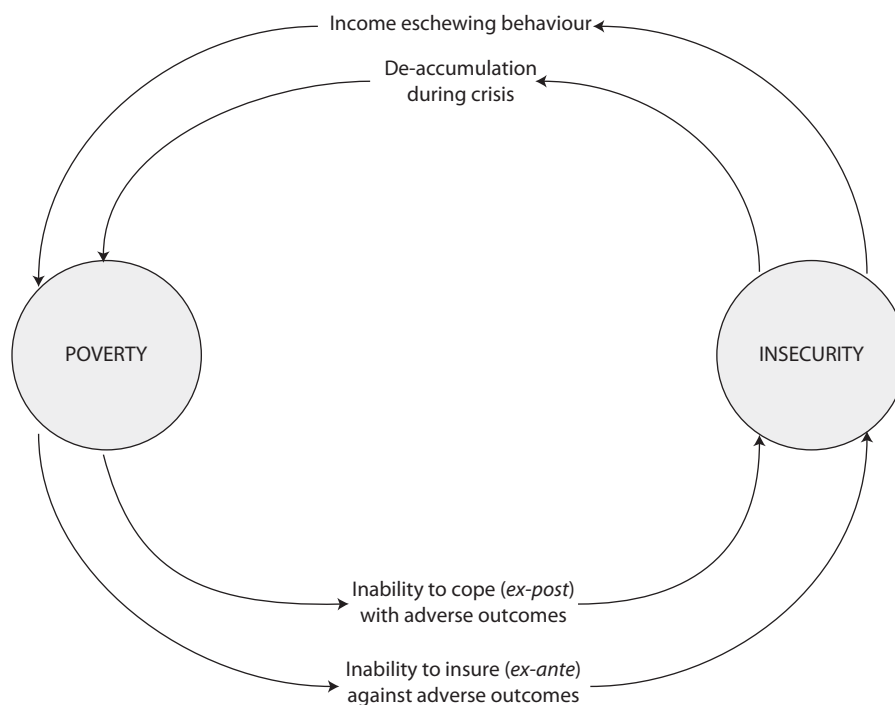 Income eschewing behaviour
De-accumulation
during crisis
POVERTY
INSECURITY
Inability to cope (ex-post)
with adverse outcomes
Inability to insure (ex-ante)
against adverse outcomes